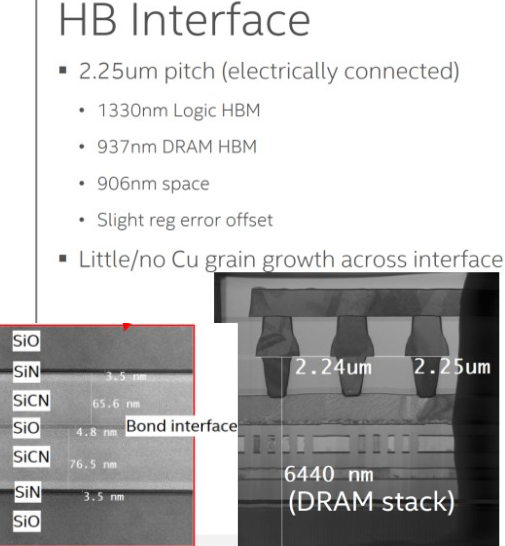 HB Interface
▪ 2.25um pitch (electrically connected)
• 1330nm Logic HBM
• 937nm DRAM HBM
• 906nm space
• Slight reg error offset
▪ Little/no Cu grain growth across interface
SiO
SiN
3.5 nm
SiCN
65.6 nm
SiO
4.8 nm
Bond interface
SiCN
76.5 nm
SiN
3.5 nm
SiO
2.24um
2.25um
6440 nm
(DRAM stack)